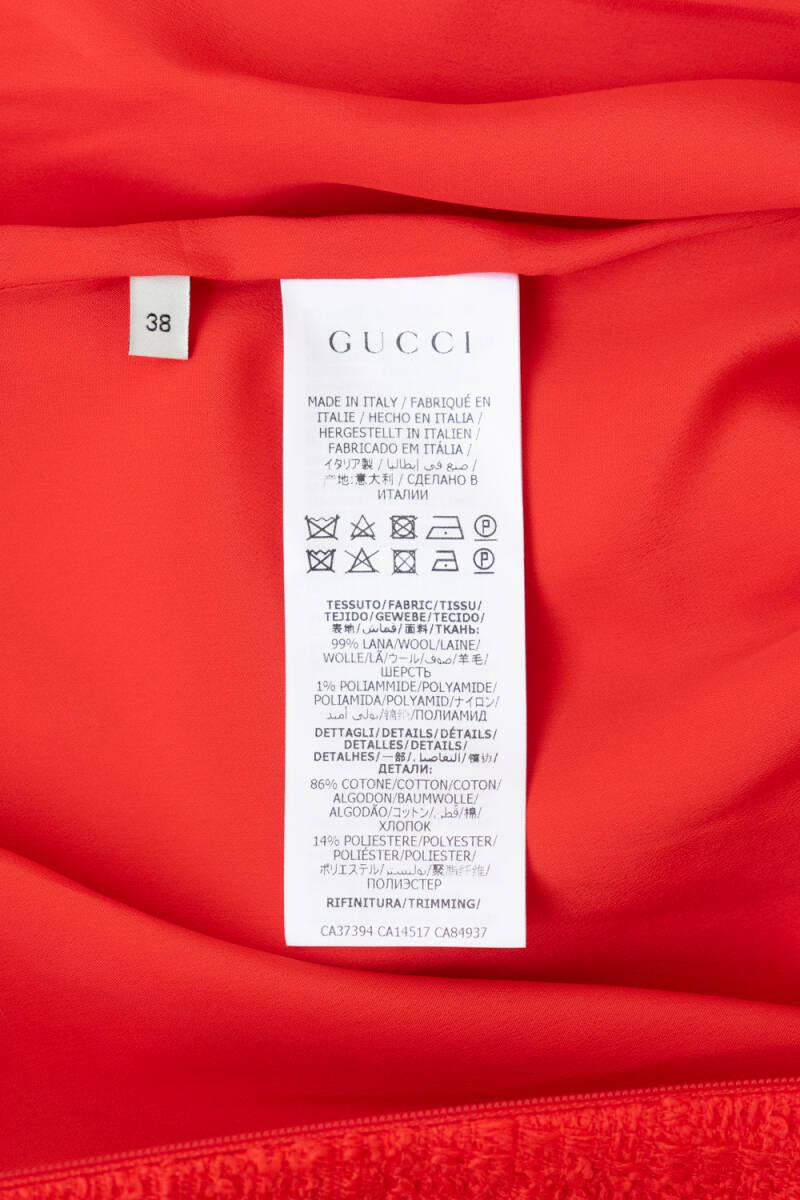 38
GUCCI
MADE IN ITALY / FABRIQUÉ EN
ITALIE / HECHO EN ITALIA /
HERGESTELLT IN ITALIEN /
FABRICADO EM ITÁLIA /
イタリア製 / صنع في إيطاليا /
产地:意大利 / СДЕЛАНО В
ИТАЛИИ
P
P
TESSUTO/FABRIC/TISSU/
TEJIDO/GEWEBE/TECIDO/
表地/قماش/面料/ТКАНЬ:
99% LANA/WOOL/LAINE/
WOLLE/LÃ/ウール/صوف/羊毛/
ШЕРСТЬ
1% POLIAMMIDE/POLYAMIDE/
POLIAMIDA/POLYAMID/ナイロン/
بولي أميد/锦纶/ПОЛИАМИД
DETTAGLI/DETAILS/DÉTAILS/
DETALLES/DETAILS/
DETALHES/一部/التفاصيل/镶边/
ДЕТАЛИ:
86% COTONE/COTTON/COTON/
ALGODON/BAUMWOLLE/
ALGODÃO/コットン/قطن/棉/
ХЛОПОК
14% POLIESTERE/POLYESTER/
POLIÉSTER/POLIESTER/
ポリエステル/بوليستر/聚酯纤维/
ПОЛИЭСТЕР
RIFINITURA/TRIMMING/
CA37394 CA14517 CA84937